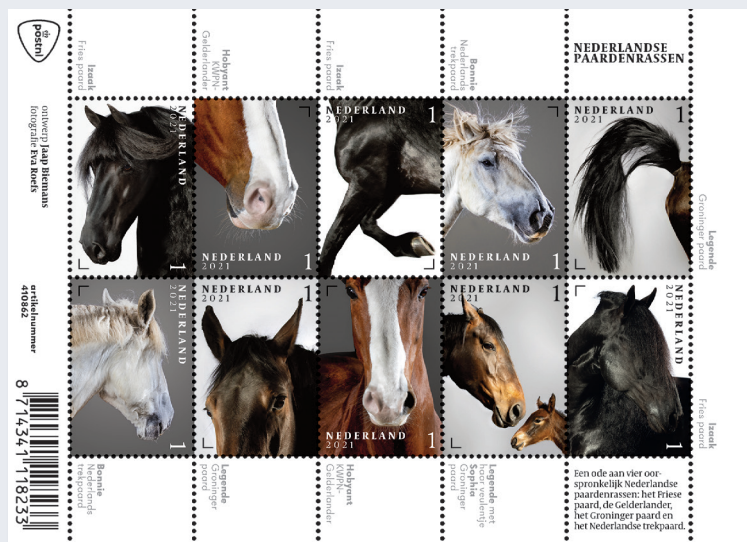 postnl
Izaak
Fries paard
Hobyant
KWPN-
Gelderlander
Izaak
Fries paard
Bonnie
Nederlands
trekpaard
NEDERLANDSE
PAARDENRASSEN
ontwerp Jaap Biemans
fotografie Eva Roefs
NEDERLAND
2021
1
NEDERLAND
2021
1
NEDERLAND
2021
1
NEDERLAND
2021
1
NEDERLAND
2021
1
Legende
Groninger paard
artikelnummer
410862
8 714341 118233
NEDERLAND
2021
1
NEDERLAND
2021
1
NEDERLAND
2021
1
NEDERLAND
2021
1
NEDERLAND
2021
1
Izaak
Fries paard
Bonnie
Nederlands
trekpaard
Legende
Groninger
paard
Hobyant
KWPN-
Gelderlander
Legende met
haar veulentje
Sophia
Groninger
paard
Een ode aan vier oor-
spronkelijk Nederlandse
paardenrassen: het Friese
paard, de Gelderlander,
het Groninger paard en
het Nederlandse trekpaard.